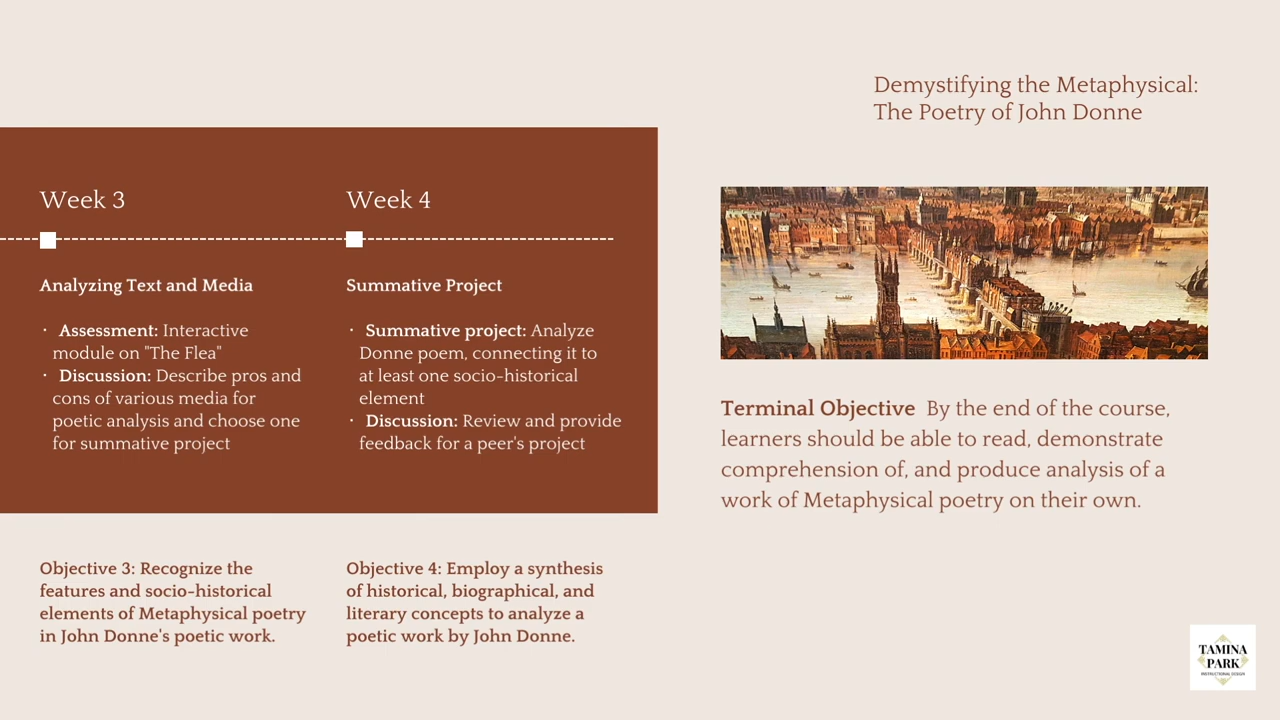 Demystifying the Metaphysical:
The Poetry of John Donne
Week 3
Analyzing Text and Media
· Assessment: Interactive
module on "The Flea"
· Discussion: Describe pros and
cons of various media for
poetic analysis and choose one
for summative project
Objective 3: Recognize the
features and socio-historical
elements of Metaphysical poetry
in John Donne's poetic work.
Week 4
Summative Project
· Summative project: Analyze
Donne poem, connecting it to
at least one socio-historical
element
· Discussion: Review and provide
feedback for a peer's project
Objective 4: Employ a synthesis
of historical, biographical, and
literary concepts to analyze a
poetic work by John Donne.
Terminal Objective By the end of the course,
learners should be able to read, demonstrate
comprehension of, and produce analysis of a
work of Metaphysical poetry on their own.
TAMINA
PARK
INSTRUCTIONAL DESIGN